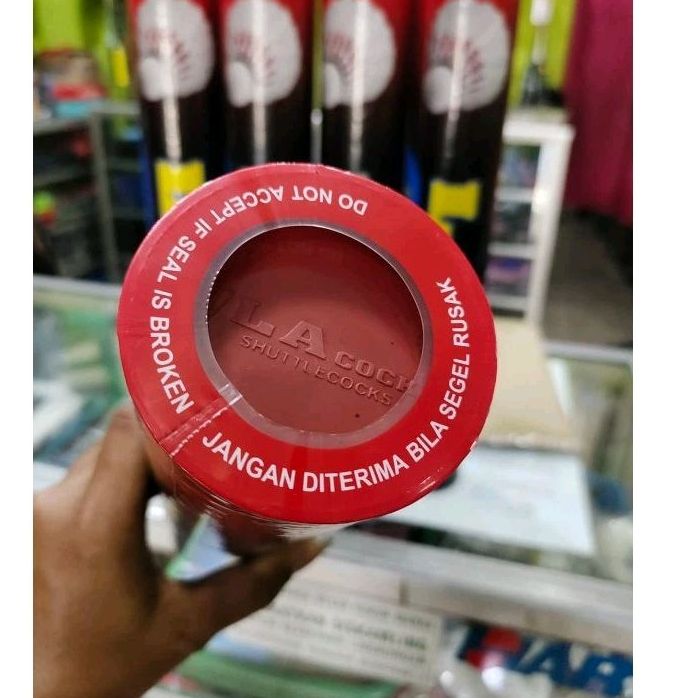 DO NOT ACCEPT IF SEAL IS BROKEN
JANGAN DITERIMA BILA SEGEL RUSAK
LA COCK
SHUTTLECOCKS